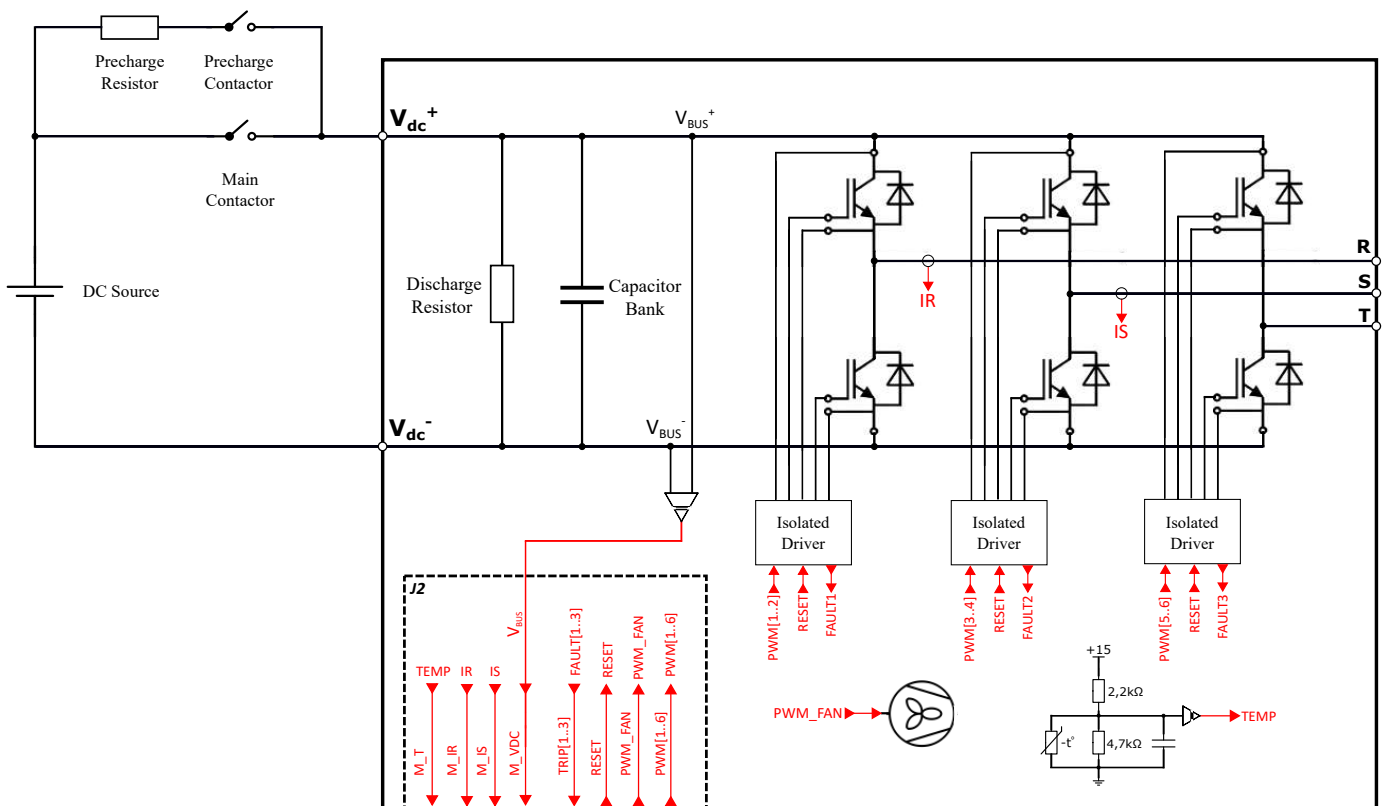 Precharge
Resistor
Precharge
Contactor
Vdc+
VBUS+
Main
Contactor
R
DC Source
Discharge
Resistor
Capacitor
Bank
IR
S
T
IS
Vdc-
VBUS-
Isolated
Driver
Isolated
Driver
Isolated
Driver
PWM[1..2]
RESET
FAULT1
PWM[3..4]
RESET
FAULT2
PWM[5..6]
RESET
FAULT3
J2
VBUS
FAULT[1..3]
RESET
PWM_FAN
PWM[1..6]
TEMP
IR
IS
M_T
M_IR
M_IS
M_VDC
TRIP[1..3]
RESET
PWM_FAN
PWM[1..6]
PWM_FAN
+15
2,2kΩ
-t°
4,7kΩ
TEMP